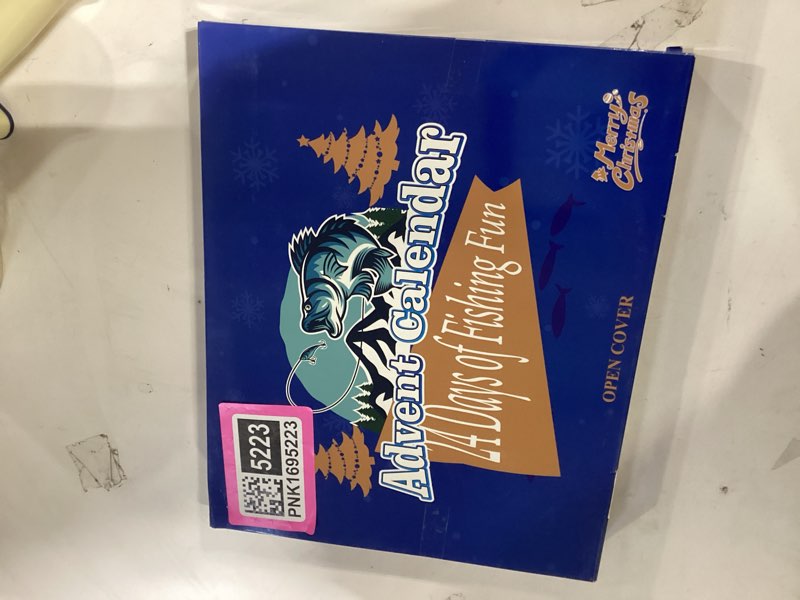 Merry
Christmas
Advent Calendar
24 Days of Fishing Fun
OPEN COVER
5223
PNK1695223